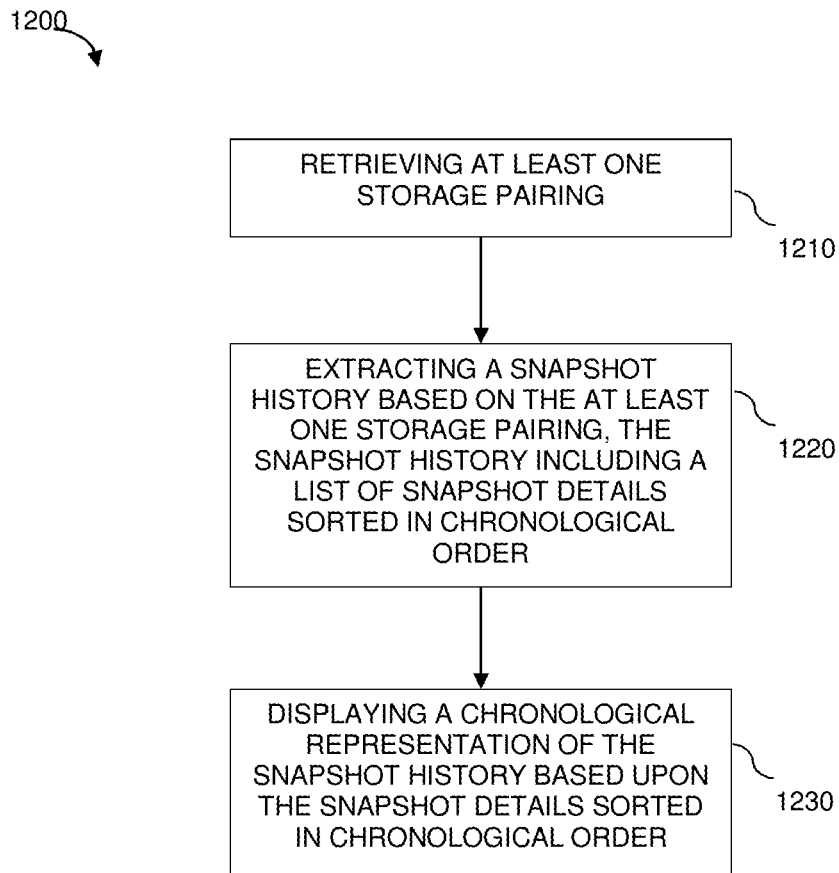 1200
RETRIEVING AT LEAST ONE
STORAGE PAIRING
1210
EXTRACTING A SNAPSHOT
HISTORY BASED ON THE AT LEAST
ONE STORAGE PAIRING, THE
SNAPSHOT HISTORY INCLUDING A
LIST OF SNAPSHOT DETAILS
SORTED IN CHRONOLOGICAL
ORDER
1220
DISPLAYING A CHRONOLOGICAL
REPRESENTATION OF THE
SNAPSHOT HISTORY BASED UPON
THE SNAPSHOT DETAILS SORTED
IN CHRONOLOGICAL ORDER
1230